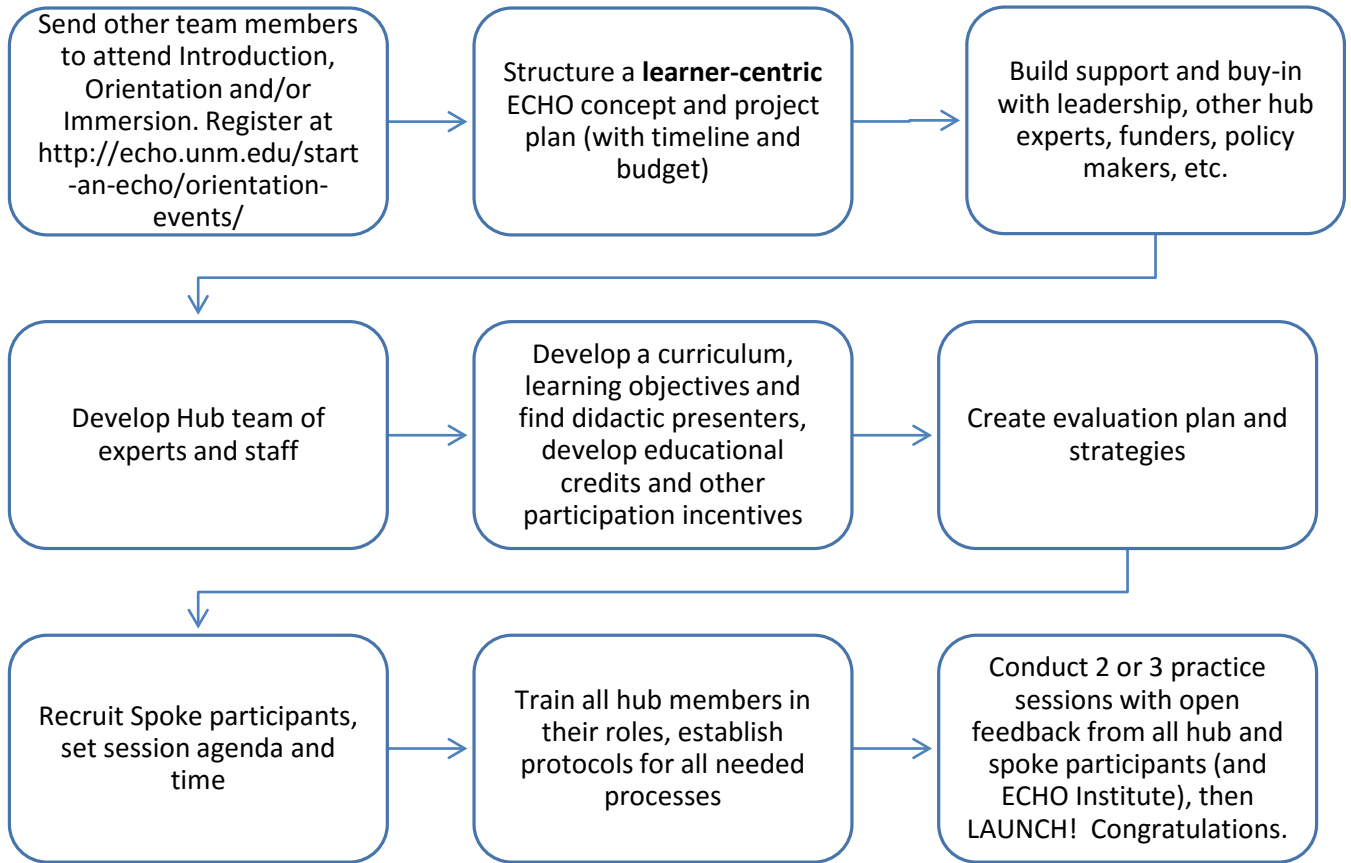 Send other team members
to attend Introduction,
Orientation and/or
Immersion. Register at
http://echo.unm.edu/start
-an-echo/orientation-
events/
Structure a learner-centric
ECHO concept and project
plan (with timeline and
budget)
Build support and buy-in
with leadership, other hub
experts, funders, policy
makers, etc.
Develop Hub team of
experts and staff
Develop a curriculum,
learning objectives and
find didactic presenters,
develop educational
credits and other
participation incentives
Create evaluation plan and
strategies
Recruit Spoke participants,
set session agenda and
time
Train all hub members in
their roles, establish
protocols for all needed
processes
Conduct 2 or 3 practice
sessions with open
feedback from all hub and
spoke participants (and
ECHO Institute), then
LAUNCH!  Congratulations.